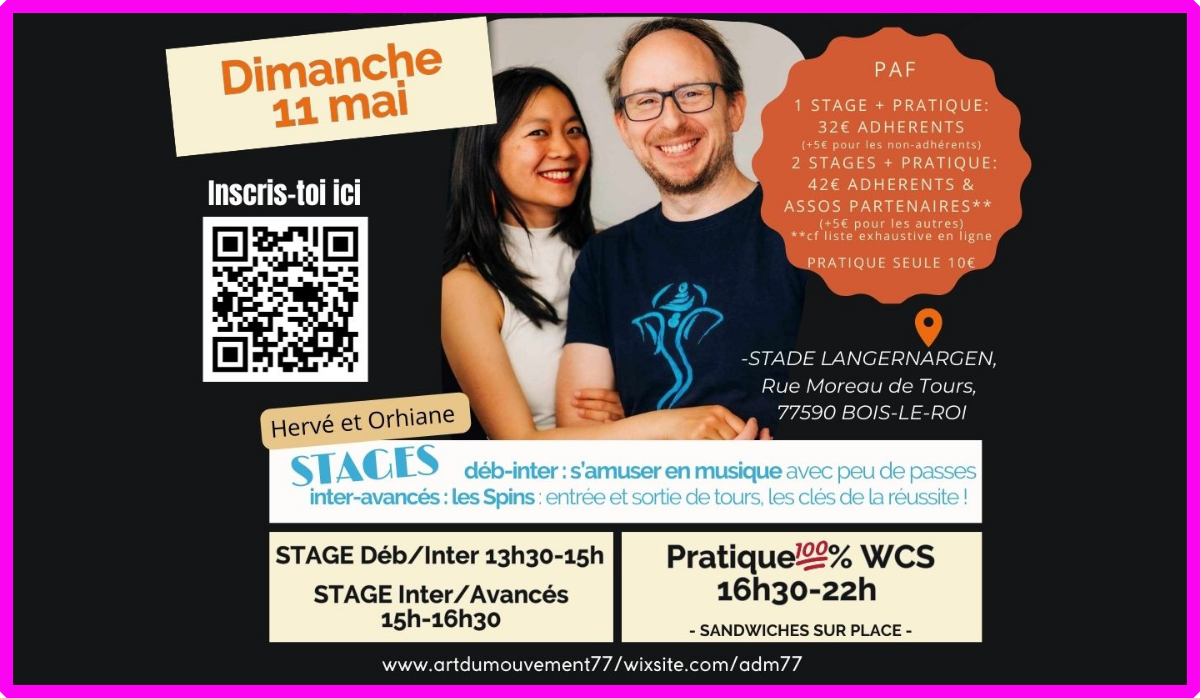 Dimanche
11 mai
Inscris-toi ici
PAF
1 STAGE + PRATIQUE:
32€ ADHERENTS
(+5€ pour les non-adhérents)
2 STAGES + PRATIQUE:
42€ ADHERENTS &
ASSOS PARTENAIRES**
(+5€ pour les autres)
**cf liste exhaustive en ligne
PRATIQUE SEULE 10€
-STADE LANGERNARGEN,
Rue Moreau de Tours,
77590 BOIS-LE-ROI
Hervé et Orhiane
STAGES déb-inter : s'amuser en musique avec peu de passes
inter-avancés : les Spins : entrée et sortie de tours, les clés de la réussite !
STAGE Déb/Inter 13h30-15h
STAGE Inter/Avancés
15h-16h30
Pratique💯% WCS
16h30-22h
- SANDWICHES SUR PLACE -
www.artdumouvement77/wixsite.com/adm77